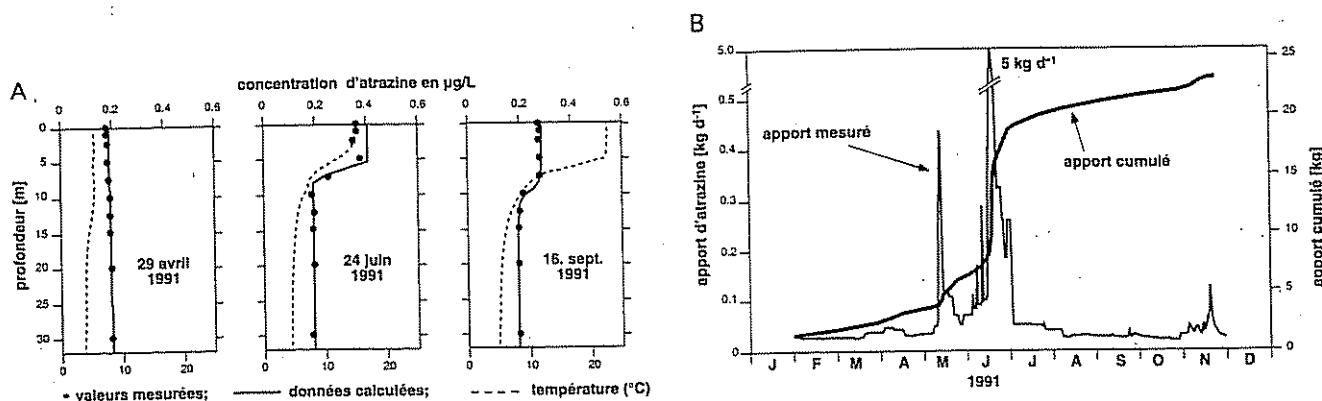 A
concentration d'atrazine en µg/L
0 0.2 0.4 0.6 0 0.2 0.4 0.6 0 0.2 0.4 0.6
profondeur [m]
0
5
10
15
20
25
30
29 avril
1991
24 juin
1991
16. sept.
1991
10 20 0 10 20 0 10 20
• valeurs mesurées; données calculées; température (°C)
B
apport d'atrazine [kg d⁻¹]
5.0
0.5
0.4
0.3
0.2
0.1
0
5 kg d⁻¹
apport mesuré
apport cumulé
25
20
15
10
5
0
apport cumulé [kg]
J F M A M J J A S O N D
1991